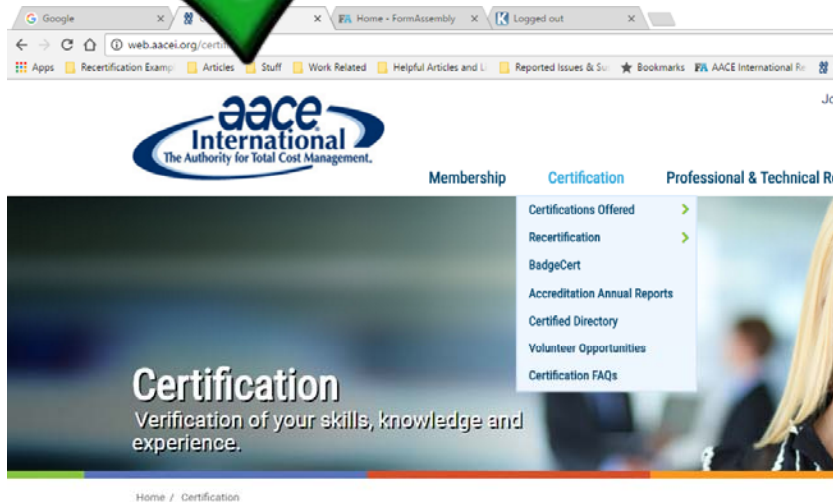 Google
Home - FormAssembly
Logged out
web.aacei.org/certif
Apps
Recertification Examp
Articles
Stuff
Work Related
Helpful Articles and Li
Reported Issues & Su
Bookmarks
AACE International Re
aace
International
The Authority for Total Cost Management.
Membership
Certification
Professional & Technical Re
Certifications Offered
Recertification
BadgeCert
Accreditation Annual Reports
Certified Directory
Volunteer Opportunities
Certification FAQs
Certification
Verification of your skills, knowledge and
experience.
Home / Certification